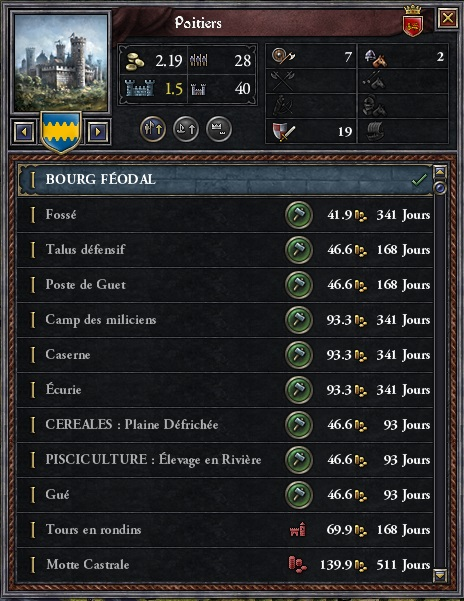 Poitiers
2.19 28 7 2
1.5 40
19
BOURG FÉODAL
Fossé 41.9 341 Jours
Talus défensif 46.6 168 Jours
Poste de Guet 46.6 168 Jours
Camp des miliciens 93.3 341 Jours
Caserne 93.3 341 Jours
Écurie 93.3 341 Jours
CEREALES : Plaine Défrichée 46.6 93 Jours
PISCICULTURE : Élevage en Rivière 46.6 93 Jours
Gué 46.6 93 Jours
Tours en rondins 69.9 168 Jours
Motte Castrale 139.9 511 Jours